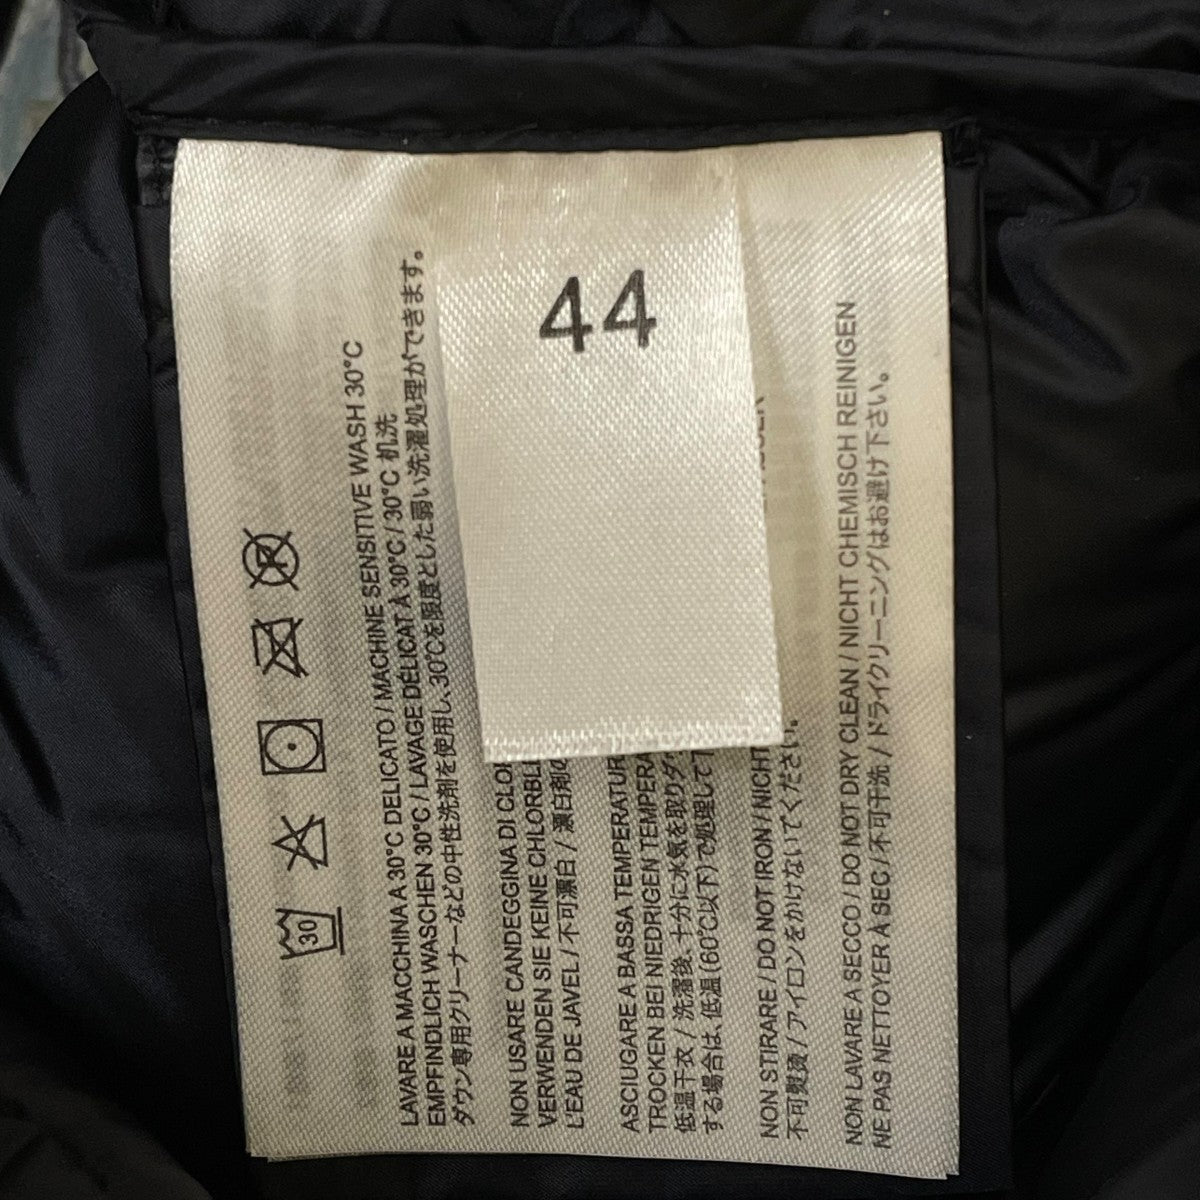 44
30
P
LAVARE A MACCHINA A 30°C DELICATO / MACHINE SENSITIVE WASH 30°C
EMPFINDLICH WASCHEN 30°C / LAVAGE DÉLICAT A 30°C / 30°C 机洗
ダウン専用クリーナーなどの中性洗剤を使用し、30℃を限度とした弱い洗濯処理ができます。
NON USARE CANDEGGINA DI
VERWENDEN SIE KEINE
L'EAU DE JAVEL / 不可漂白 / 漂白剤の
ASCIUGARE A BASSA
TROCKEN BEI NIEDRIGEN
低温干衣 / 洗濯後、十分に水気を取り
する場合は、低温(60℃以下)で処理して
NON STIRARE / DO NOT IRON / NICHT
不可熨烫 / アイロンをかけないでください。
NON LAVARE A SECCO / DO NOT DRY CLEAN / NICHT CHEMISCH REINIGEN
NE PAS NETTOYER À SEC / 不可干洗 / ドライクリーニングはお避け下さい。